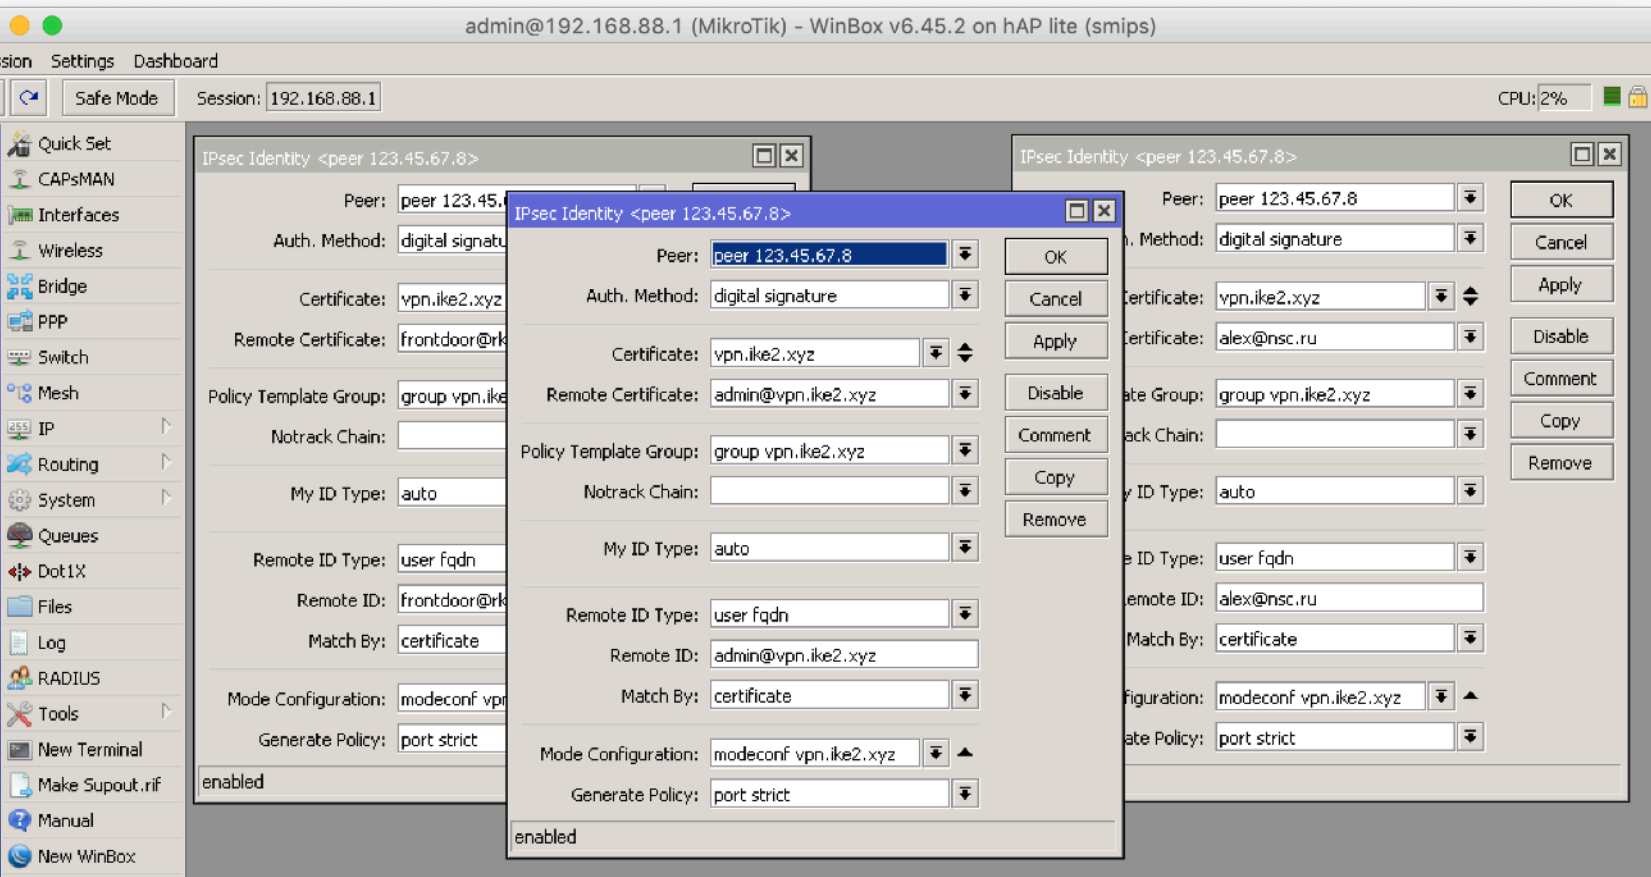 admin@192.168.88.1 (MikroTik) - WinBox v6.45.2 on hAP lite (smips)
Settings Dashboard
Safe Mode Session: 192.168.88.1 CPU: 2%
Quick Set
CAPsMAN
Interfaces
Wireless
Bridge
PPP
Switch
Mesh
IP
Routing
System
Queues
Dot1X
Files
Log
RADIUS
Tools
New Terminal
Make Supout.rif
Manual
New WinBox
IPsec Identity <peer 123.45.67.8>
Peer: peer 123.45.
Auth. Method: digital
Certificate: vpn.ike2.xyz
Remote Certificate: frontdoor@rk
Policy Template Group: group vpn.ike
Notrack Chain:
My ID Type: auto
Remote ID Type: user fqdn
Remote ID: frontdoor@rk
Match By: certificate
Mode Configuration: modeconf vpn
Generate Policy: port strict
enabled
IPsec Identity <peer 123.45.67.8>
Peer: peer 123.45.67.8
Auth. Method: digital signature
Certificate: vpn.ike2.xyz
Remote Certificate: admin@vpn.ike2.xyz
Policy Template Group: group vpn.ike2.xyz
Notrack Chain:
My ID Type: auto
Remote ID Type: user fqdn
Remote ID: admin@vpn.ike2.xyz
Match By: certificate
Mode Configuration: modeconf vpn.ike2.xyz
Generate Policy: port strict
enabled
OK
Cancel
Apply
Disable
Comment
Copy
Remove
IPsec Identity <peer 123.45.67.8>
Peer: peer 123.45.67.8
Method: digital signature
ertificate: vpn.ike2.xyz
ertificate: alex@nsc.ru
ate Group: group vpn.ike2.xyz
ack Chain:
ID Type: auto
ID Type: user fqdn
emote ID: alex@nsc.ru
Match By: certificate
figuration: modeconf vpn.ike2.xyz
ate Policy: port strict
OK
Cancel
Apply
Disable
Comment
Copy
Remove